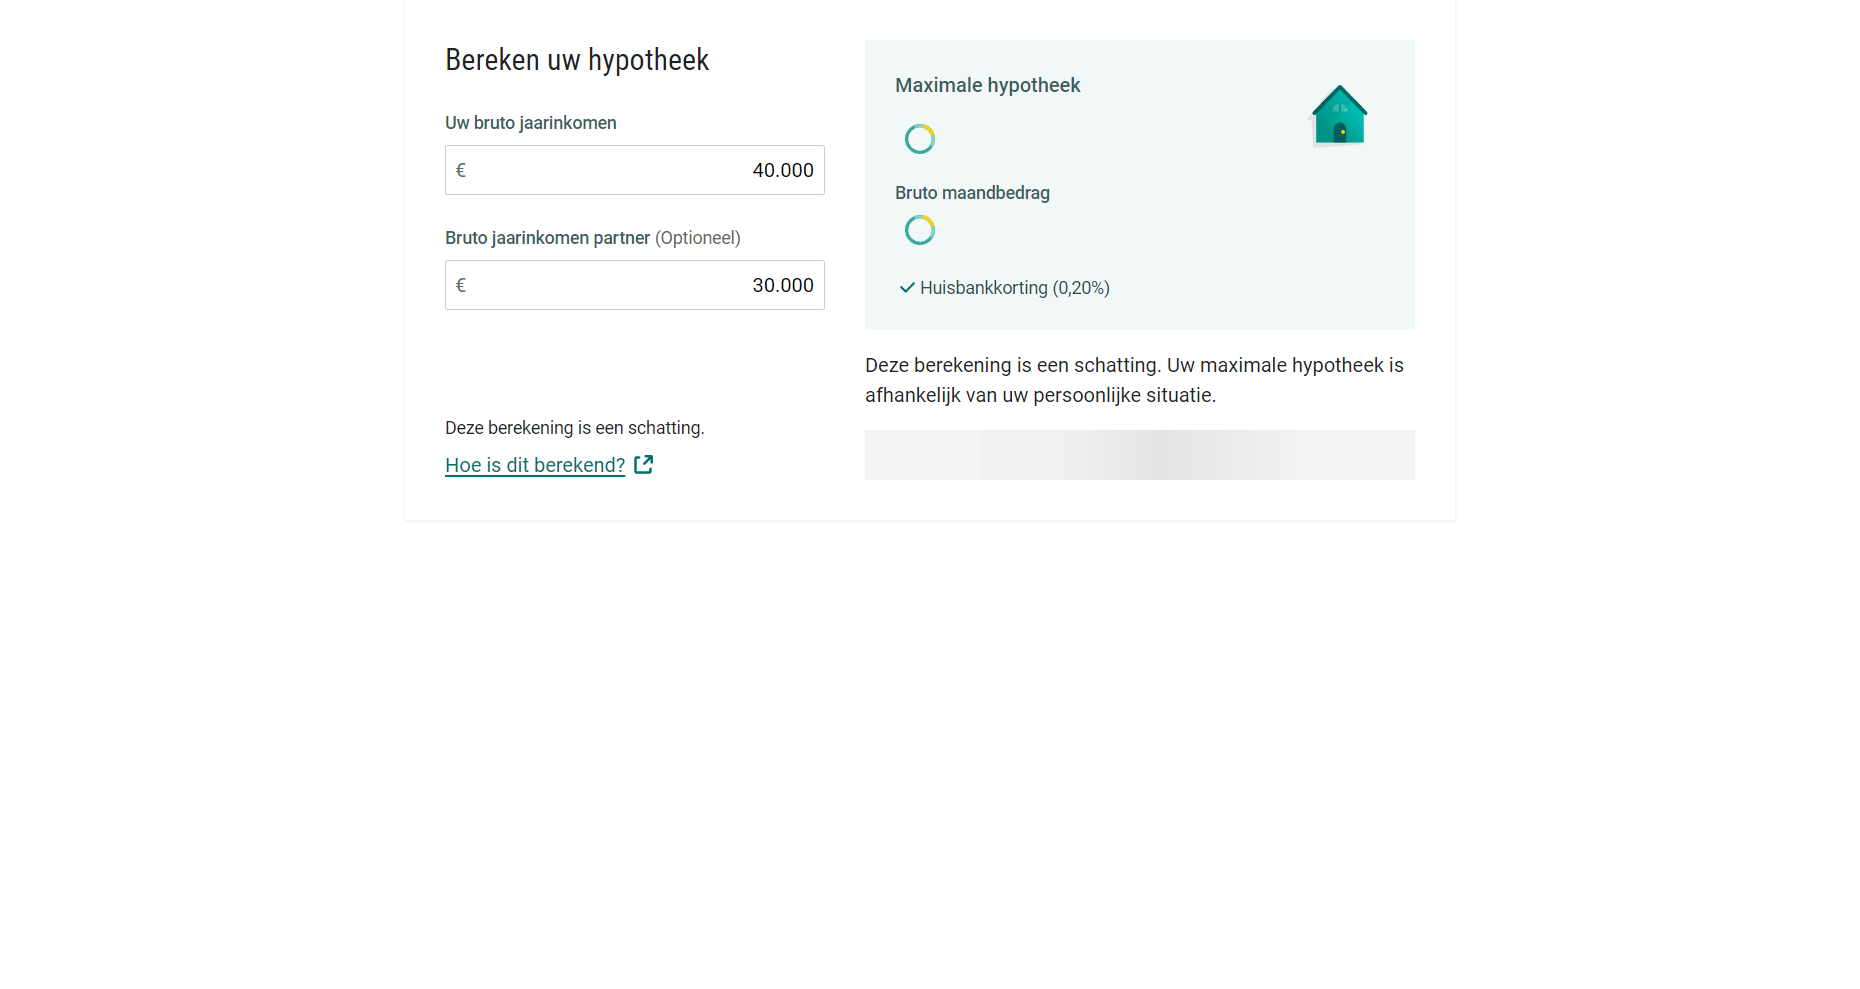 Bereken uw hypotheek
Uw bruto jaarinkomen
€ 40.000
Bruto jaarinkomen partner (Optioneel)
€ 30.000
Deze berekening is een schatting.
Hoe is dit berekend?
Maximale hypotheek
Bruto maandbedrag
Huisbankkorting (0,20%)
Deze berekening is een schatting. Uw maximale hypotheek is
afhankelijk van uw persoonlijke situatie.